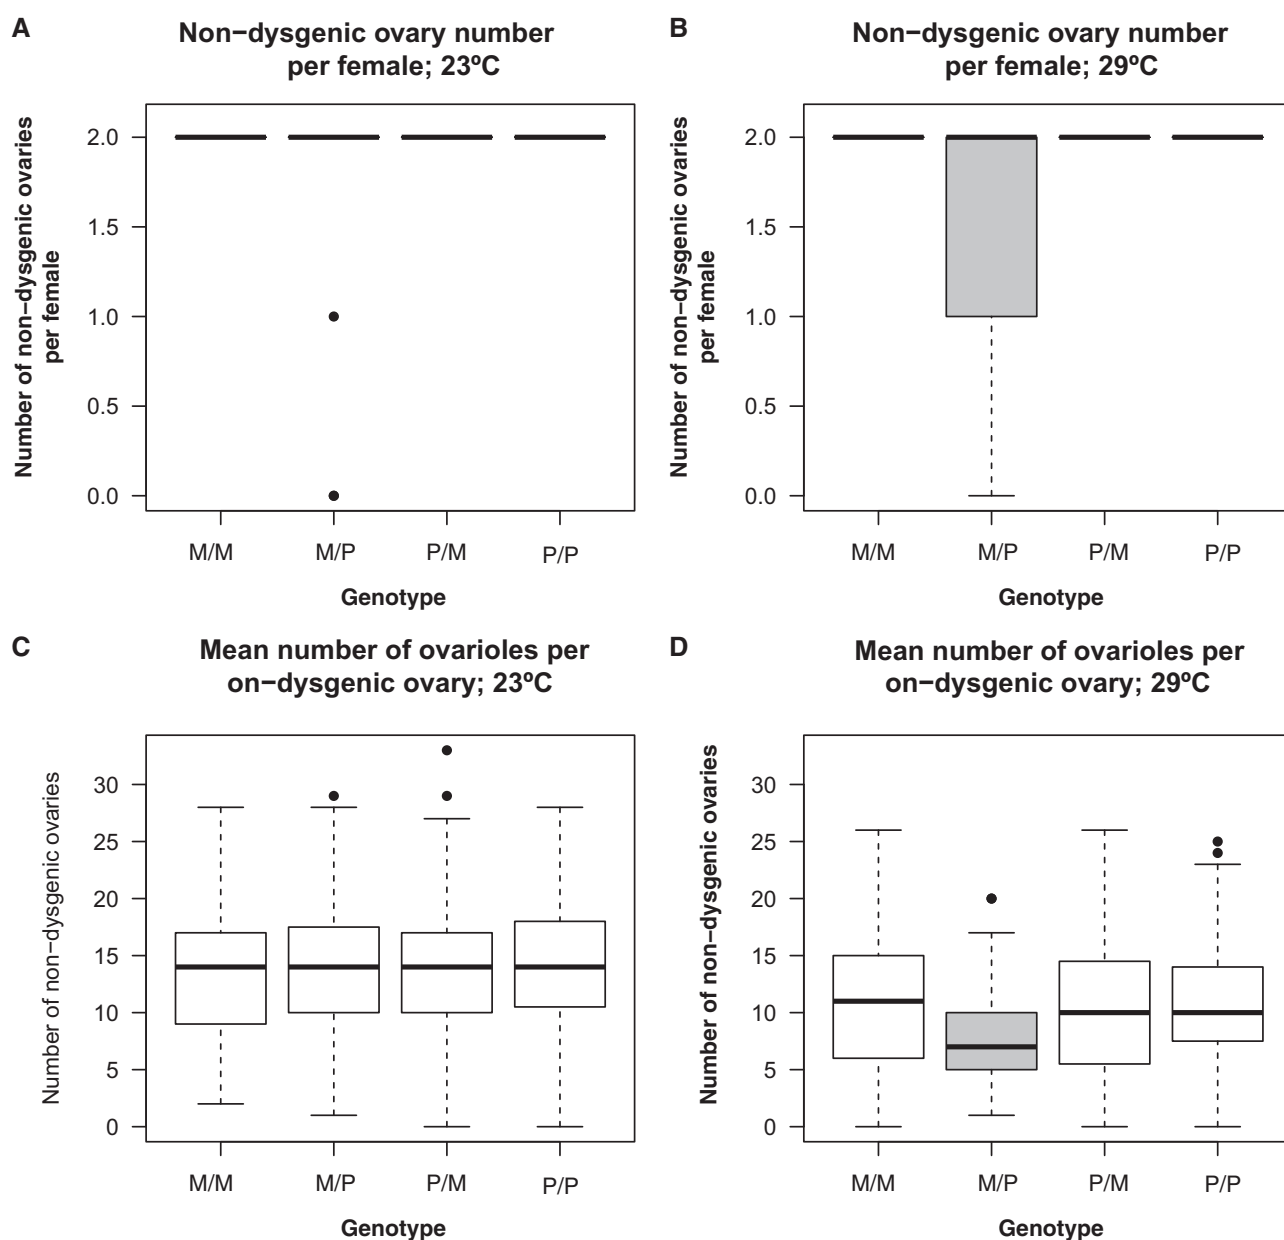 A
Non−dysgenic ovary number
per female; 23ºC
Number of non−dysgenic ovaries
per female
2.0
1.5
1.0
0.5
0.0
M/M
M/P
P/M
P/P
Genotype
B
Non−dysgenic ovary number
per female; 29ºC
Number of non−dysgenic ovaries
per female
2.0
1.5
1.0
0.5
0.0
M/M
M/P
P/M
P/P
Genotype
C
Mean number of ovarioles per
on−dysgenic ovary; 23ºC
Number of non−dysgenic ovaries
30
25
20
15
10
5
0
M/M
M/P
P/M
P/P
Genotype
D
Mean number of ovarioles per
on−dysgenic ovary; 29ºC
Number of non−dysgenic ovaries
30
25
20
15
10
5
0
M/M
M/P
P/M
P/P
Genotype